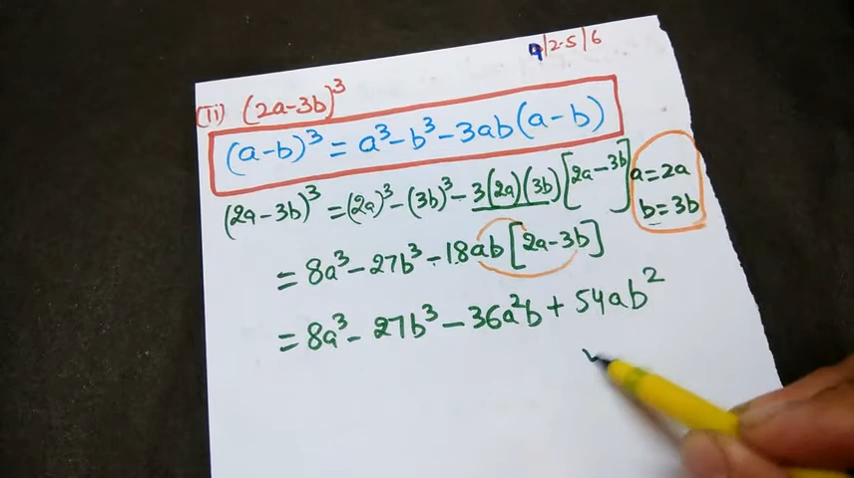 9|2.5|6
(ii) (2a-3b)³
(a-b)³ = a³-b³-3ab(a-b)
(2a-3b)³ =(2a)³-(3b)³-3(2a)(3b)[2a-3b]
a=2a
b=3b
= 8a³-27b³-18ab[2a-3b]
= 8a³-27b³-36a²b+54ab²